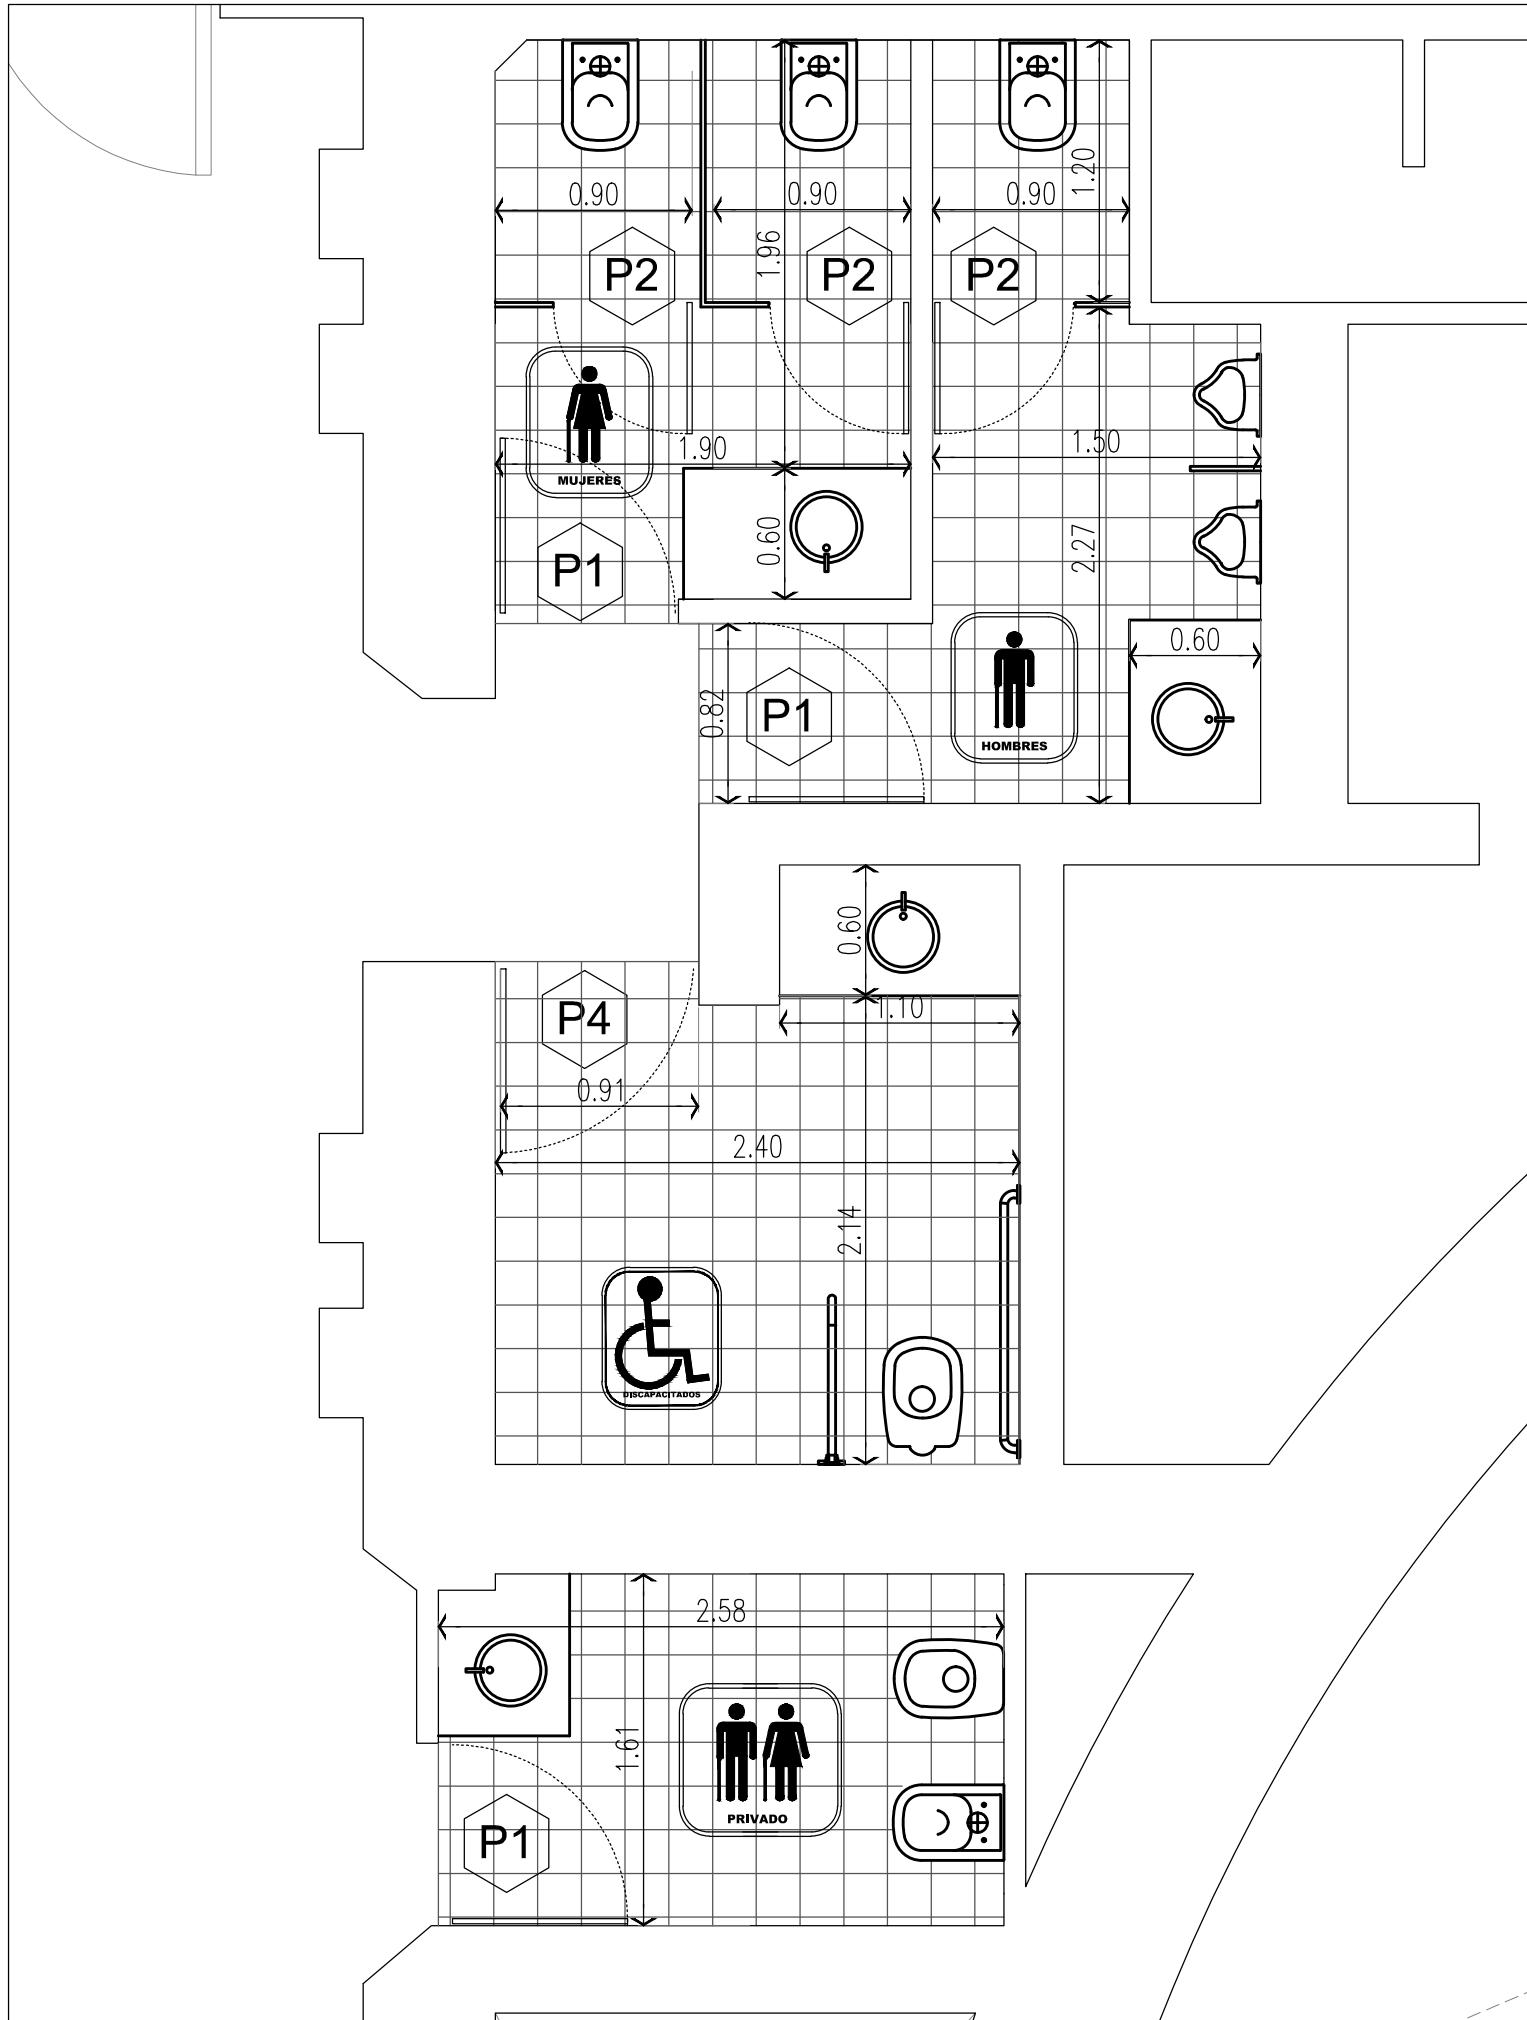 1.20
0.90
0.90
0.90
1.96
P2
P2
P2
MUJERES
1.90
1.50
0.60
2.27
P1
HOMBRES
0.60
0.82
P1
0.60
1.10
P4
0.91
2.40
2.14
DISCAPACITADOS
2.58
1.61
PRIVADO
P1